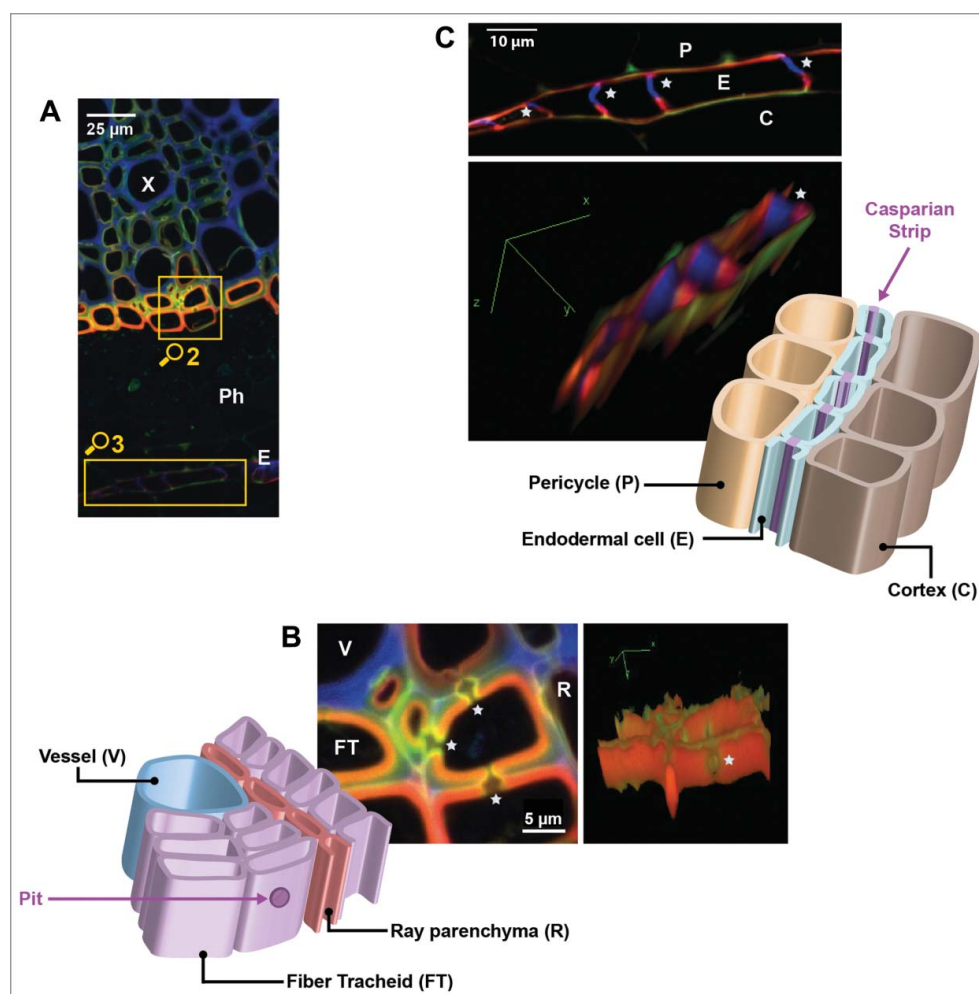 A
25 µm
X
2
Ph
3
E
C
10 µm
P
E
C
x
z
y
Casparian
Strip
Pericycle (P)
Endodermal cell (E)
Cortex (C)
B
V
R
FT
5 µm
x
y
Vessel (V)
Pit
Ray parenchyma (R)
Fiber Tracheid (FT)